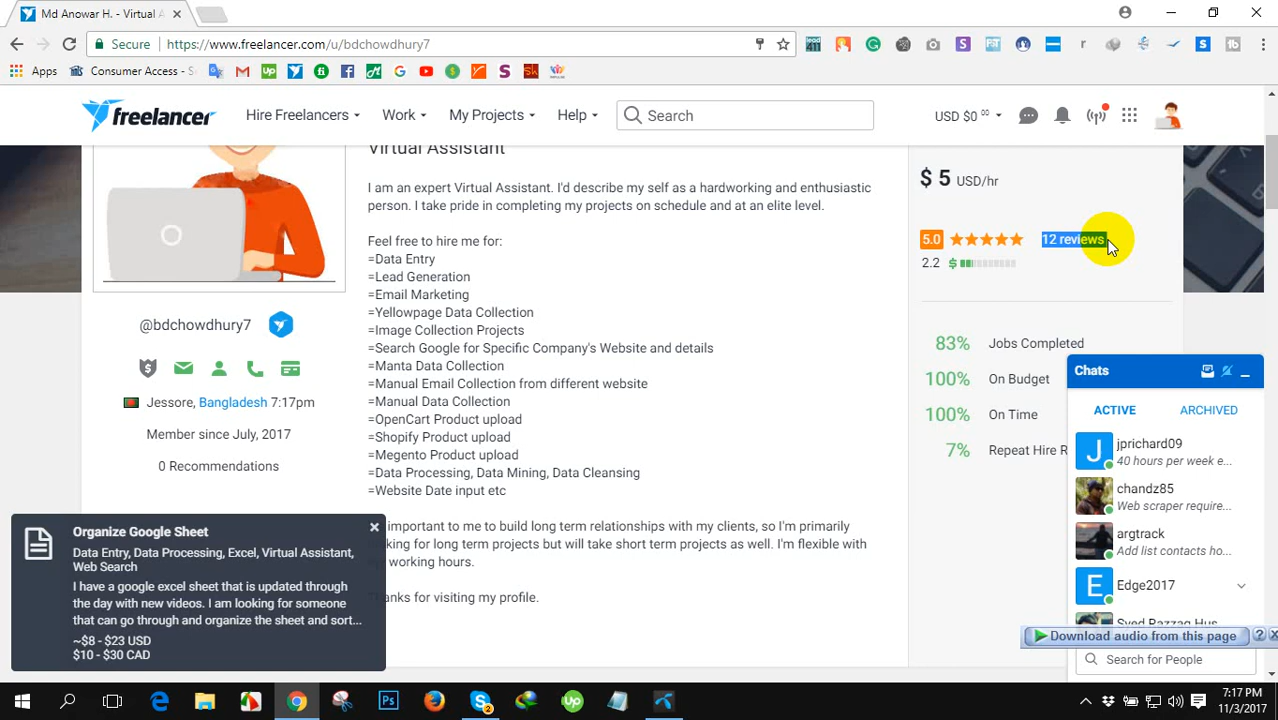 Md Anowar H. - Virtual A
Secure
https://www.freelancer.com/u/bdchowdhury7
Apps
Consumer Access - S
freelancer
Hire Freelancers
Work
My Projects
Help
Search
USD $0 00
Virtual Assistant
I am an expert Virtual Assistant. I'd describe my self as a hardworking and enthusiastic
person. I take pride in completing my projects on schedule and at an elite level.
Feel free to hire me for:
=Data Entry
=Lead Generation
=Email Marketing
=Yellowpage Data Collection
=Image Collection Projects
=Search Google for Specific Company's Website and details
=Manta Data Collection
=Manual Email Collection from different website
=Manual Data Collection
=OpenCart Product upload
=Shopify Product upload
=Megento Product upload
=Data Processing, Data Mining, Data Cleansing
=Website Date input etc
important to me to build long term relationships with my clients, so I'm primarily
king for long term projects but will take short term projects as well. I'm flexible with
working hours.
Thanks for visiting my profile.
@bdchowdhury7
Jessore, Bangladesh 7:17pm
Member since July, 2017
0 Recommendations
$ 5 USD/hr
5.0
12 reviews
2.2 $
83% Jobs Completed
100% On Budget
100% On Time
7% Repeat Hire R
Organize Google Sheet
Data Entry, Data Processing, Excel, Virtual Assistant,
Web Search
I have a google excel sheet that is updated through
the day with new videos. I am looking for someone
that can go through and organize the sheet and sort...
~$8 - $23 USD
$10 - $30 CAD
Chats
ACTIVE
ARCHIVED
jprichard09
40 hours per week e...
chandz85
Web scraper require...
argtrack
Add list contacts ho...
Edge2017
Syed Razzaq Hus
Download audio from this page
Search for People
7:17 PM
11/3/2017